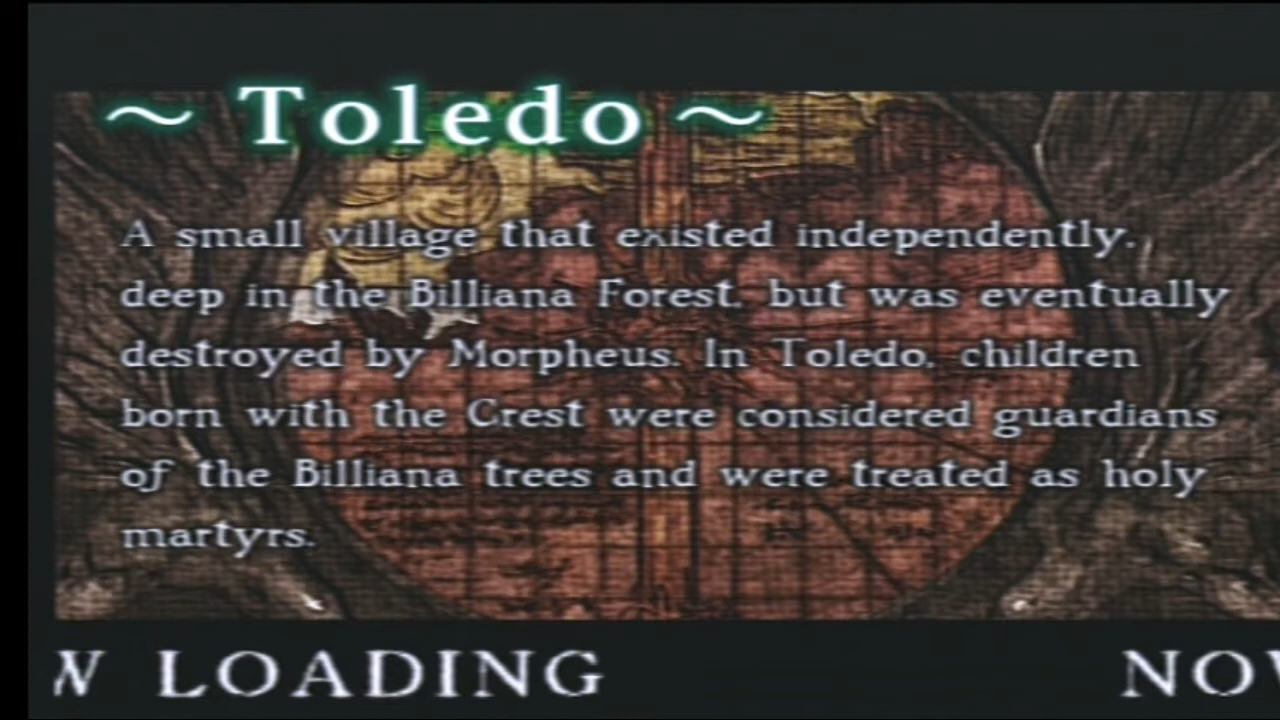 ~ Toledo ~
A small village that existed independently,
deep in the Billiana Forest, but was eventually
destroyed by Morpheus. In Toledo, children
born with the Crest were considered guardians
of the Billiana trees and were treated as holy
martyrs.
W LOADING NOW